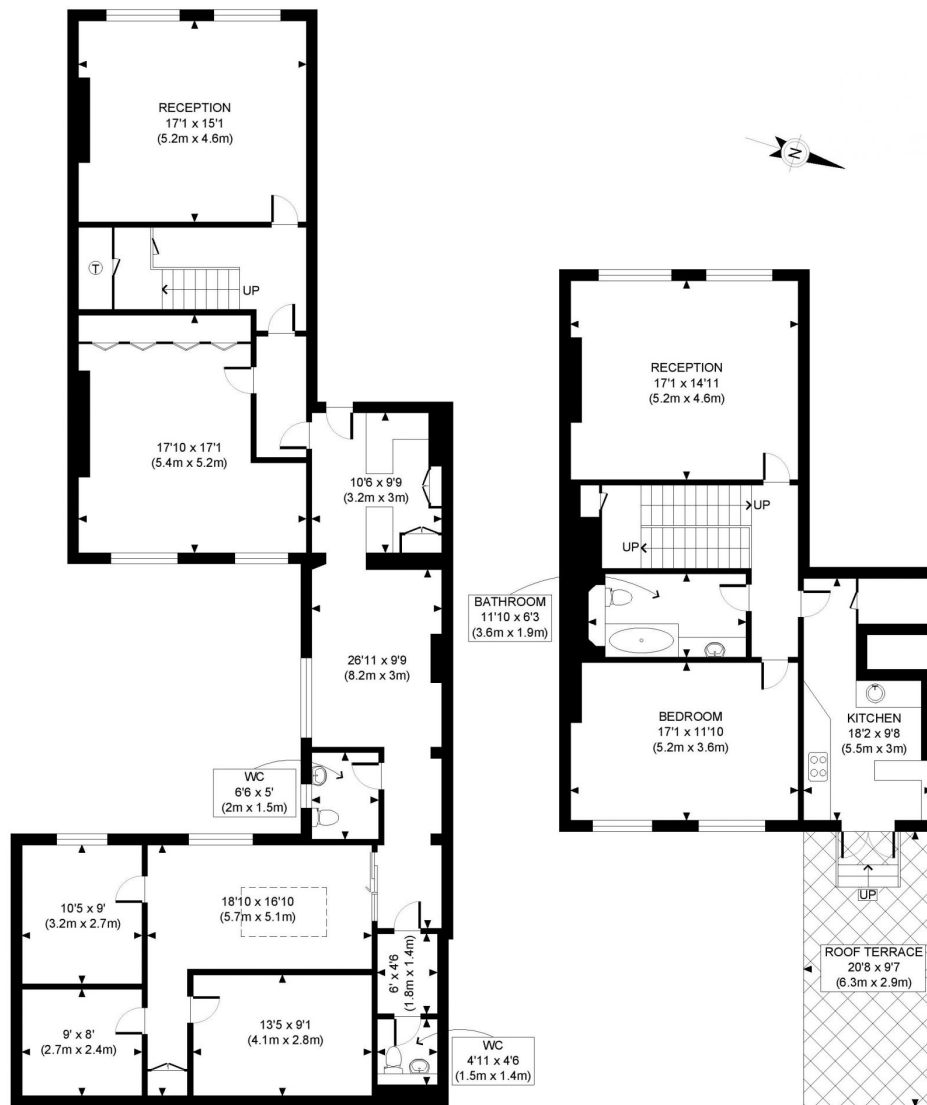 RECEPTION
17'1 x 15'1
(5.2m x 4.6m)
T
UP
17'10 x 17'1
(5.4m x 5.2m)
10'6 x 9'9
(3.2m x 3m)
26'11 x 9'9
(8.2m x 3m)
WC
6'6 x 5'
(2m x 1.5m)
10'5 x 9'
(3.2m x 2.7m)
18'10 x 16'10
(5.7m x 5.1m)
9' x 8'
(2.7m x 2.4m)
13'5 x 9'1
(4.1m x 2.8m)
6' x 4'6
(1.8m x 1.4m)
WC
4'11 x 4'6
(1.5m x 1.4m)
N
RECEPTION
17'1 x 14'11
(5.2m x 4.6m)
UP
UP
BATHROOM
11'10 x 6'3
(3.6m x 1.9m)
BEDROOM
17'1 x 11'10
(5.2m x 3.6m)
KITCHEN
18'2 x 9'8
(5.5m x 3m)
UP
ROOF TERRACE
20'8 x 9'7
(6.3m x 2.9m)